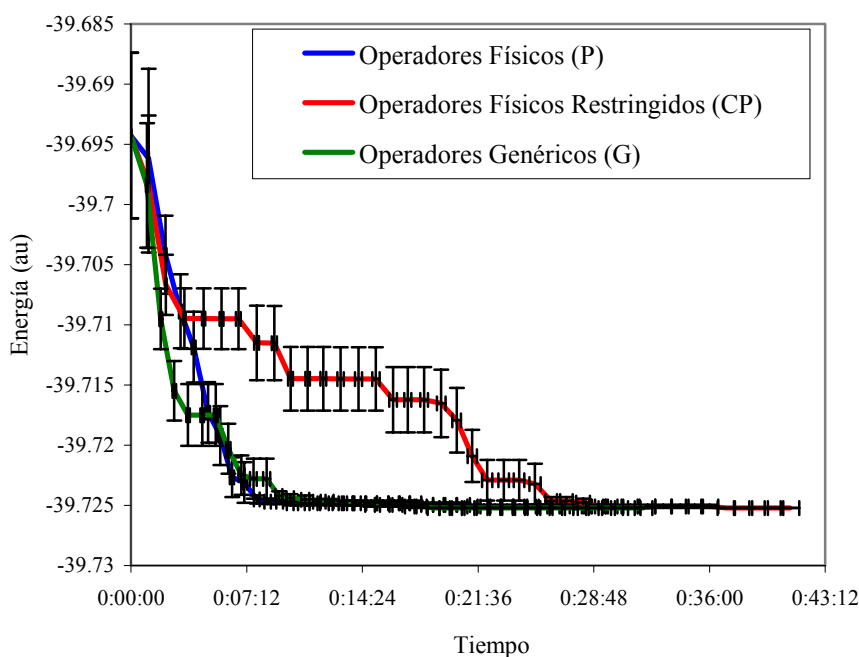 -39.685
-39.69
-39.695
-39.7
-39.705
-39.71
-39.715
-39.72
-39.725
-39.73
Energía (au)
Operadores Físicos (P)
Operadores Físicos Restringidos (CP)
Operadores Genéricos (G)
0:00:00 0:07:12 0:14:24 0:21:36 0:28:48 0:36:00 0:43:12
Tiempo